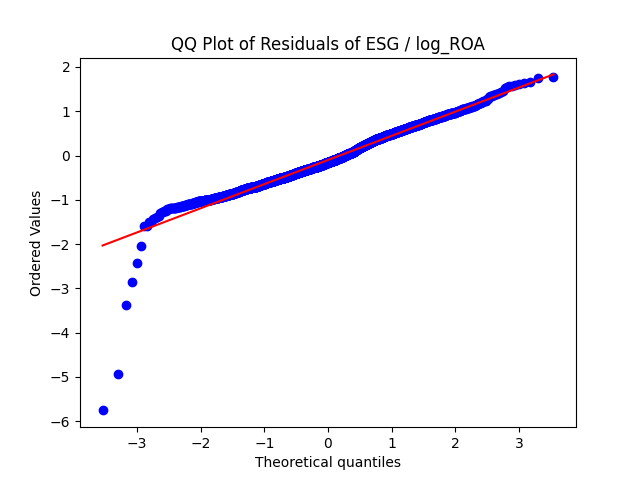 QQ Plot of Residuals of ESG / log_ROA
Ordered Values
2
1
0
−1
−2
−3
−4
−5
−6
−3 −2 −1 0 1 2 3
Theoretical quantiles